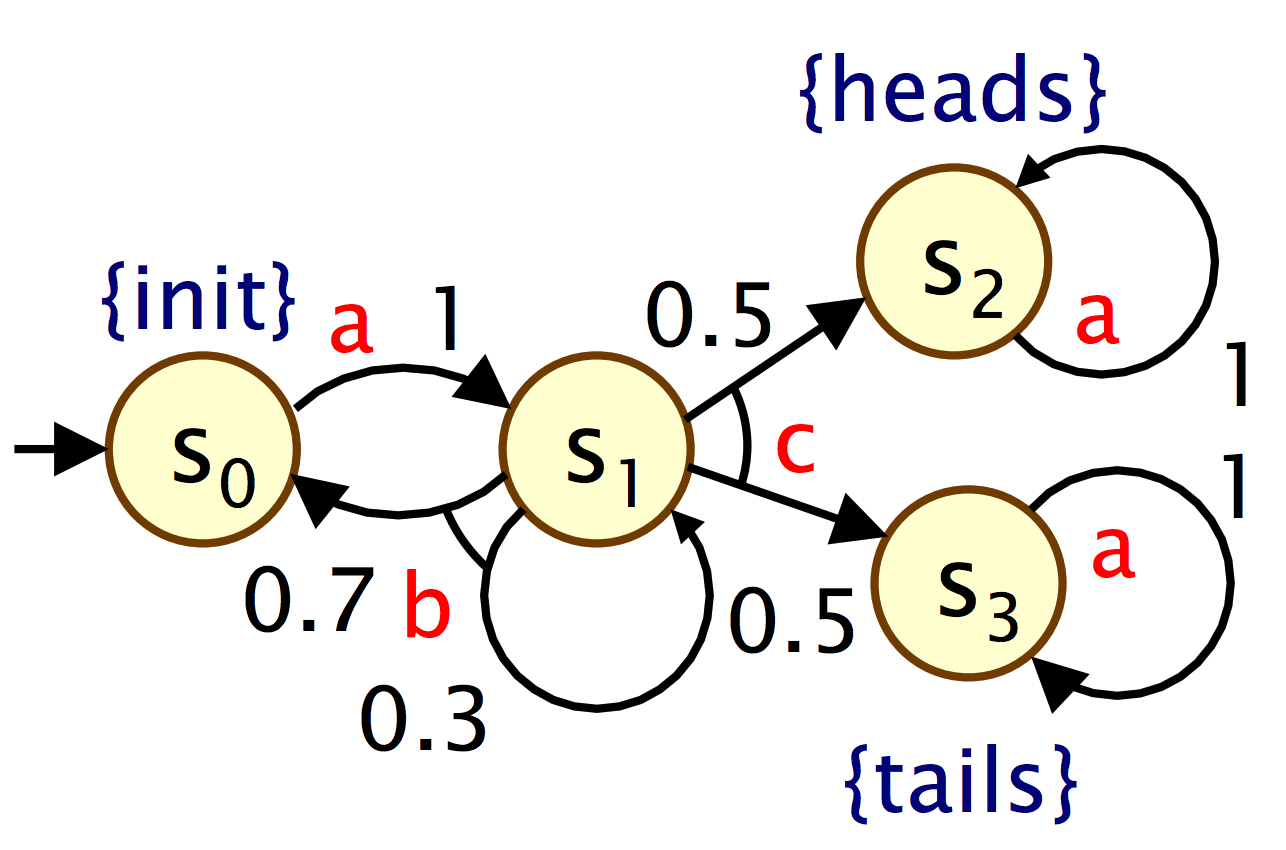 {heads}
{init}
a 1
0.5
s2
a
1
s0
s1
c
1
a
0.7 b
0.5
s3
0.3
{tails}